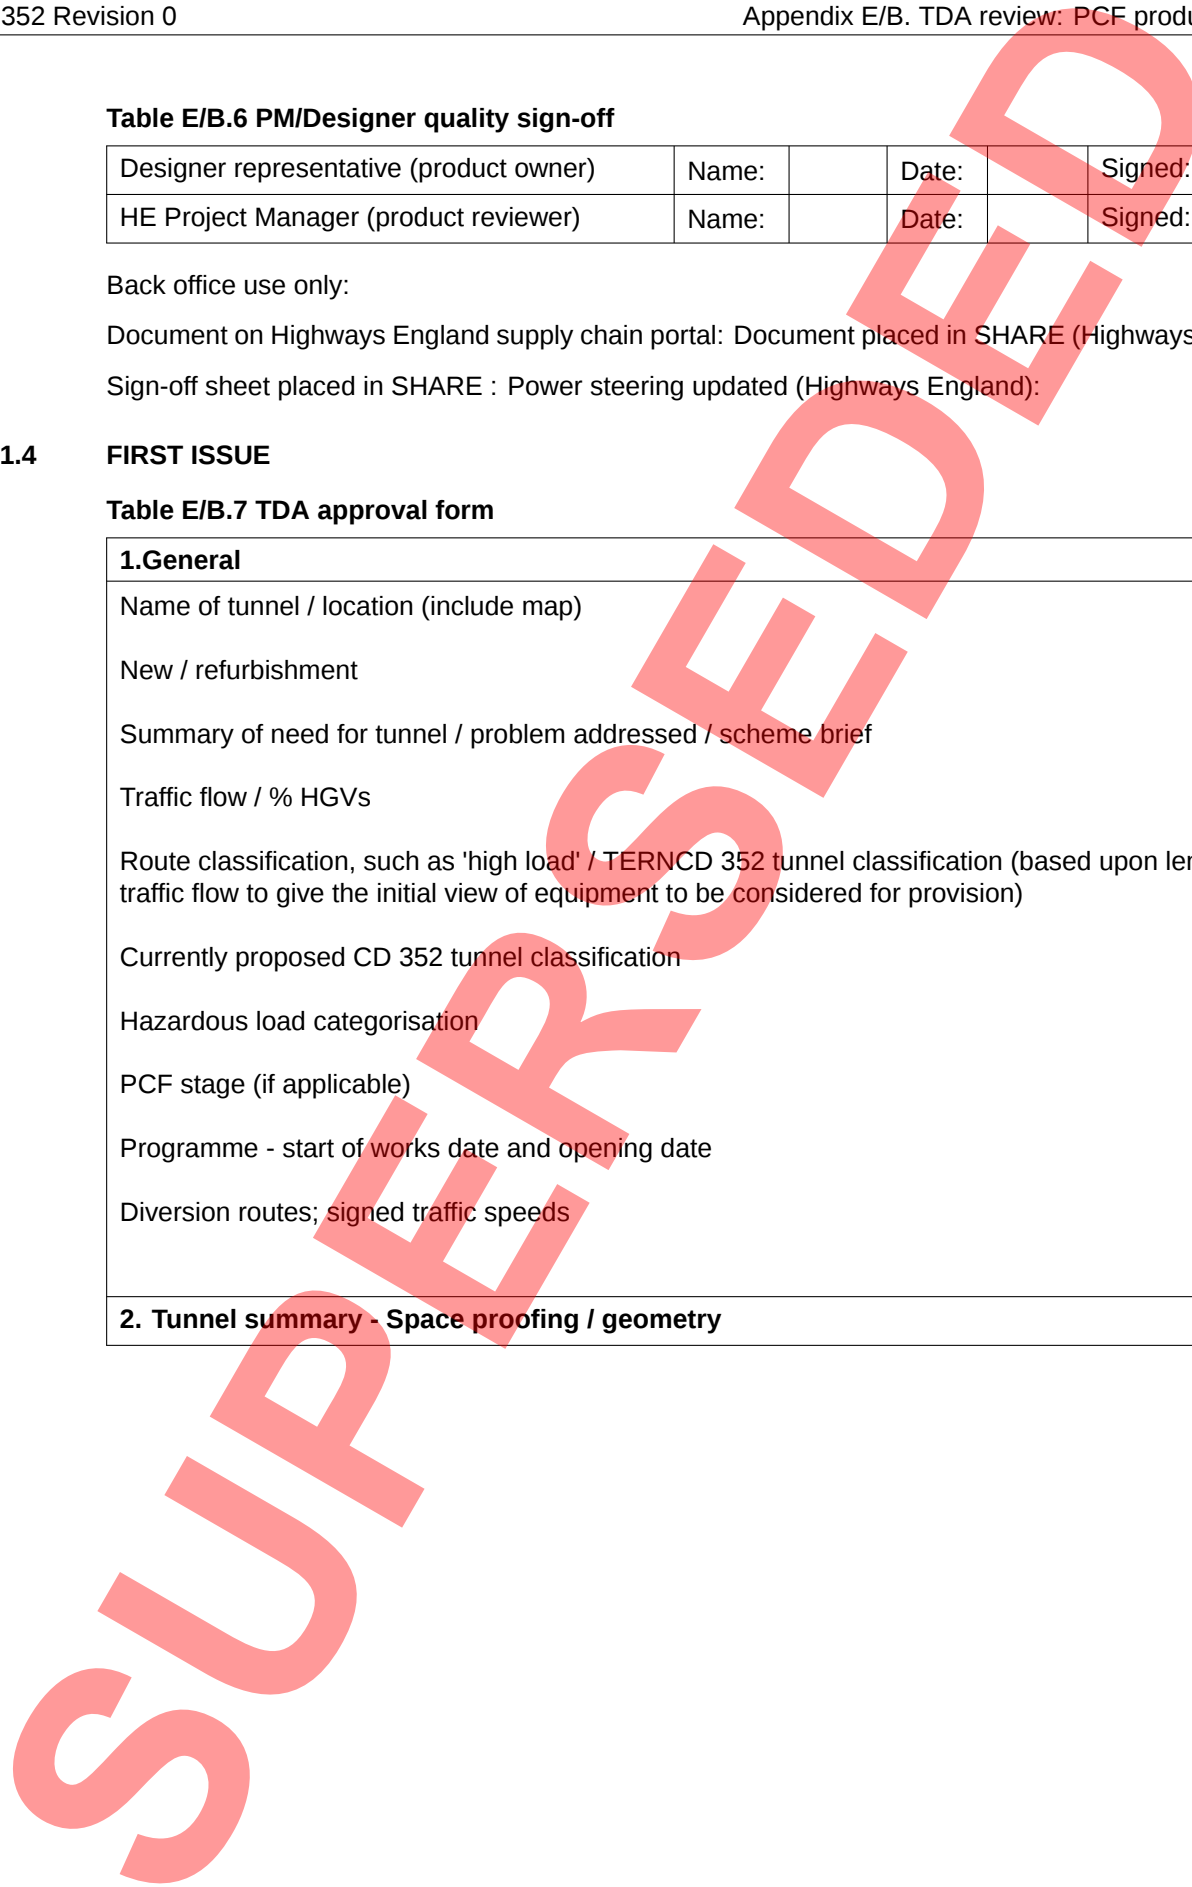 352 Revision 0 Appendix E/B. TDA review: PCF produ
Table E/B.6 PM/Designer quality sign-off
Designer representative (product owner) Name: Date: Signed:
HE Project Manager (product reviewer) Name: Date: Signed:
Back office use only:
Document on Highways England supply chain portal: Document placed in SHARE (Highways
Sign-off sheet placed in SHARE : Power steering updated (Highways England):
1.4 FIRST ISSUE
Table E/B.7 TDA approval form
1.General
Name of tunnel / location (include map)
New / refurbishment
Summary of need for tunnel / problem addressed / scheme brief
Traffic flow / % HGVs
Route classification, such as 'high load' / TERNCD 352 tunnel classification (based upon len
traffic flow to give the initial view of equipment to be considered for provision)
Currently proposed CD 352 tunnel classification
Hazardous load categorisation
PCF stage (if applicable)
Programme - start of works date and opening date
Diversion routes; signed traffic speeds
2. Tunnel summary - Space proofing / geometry
SUPERSEDED